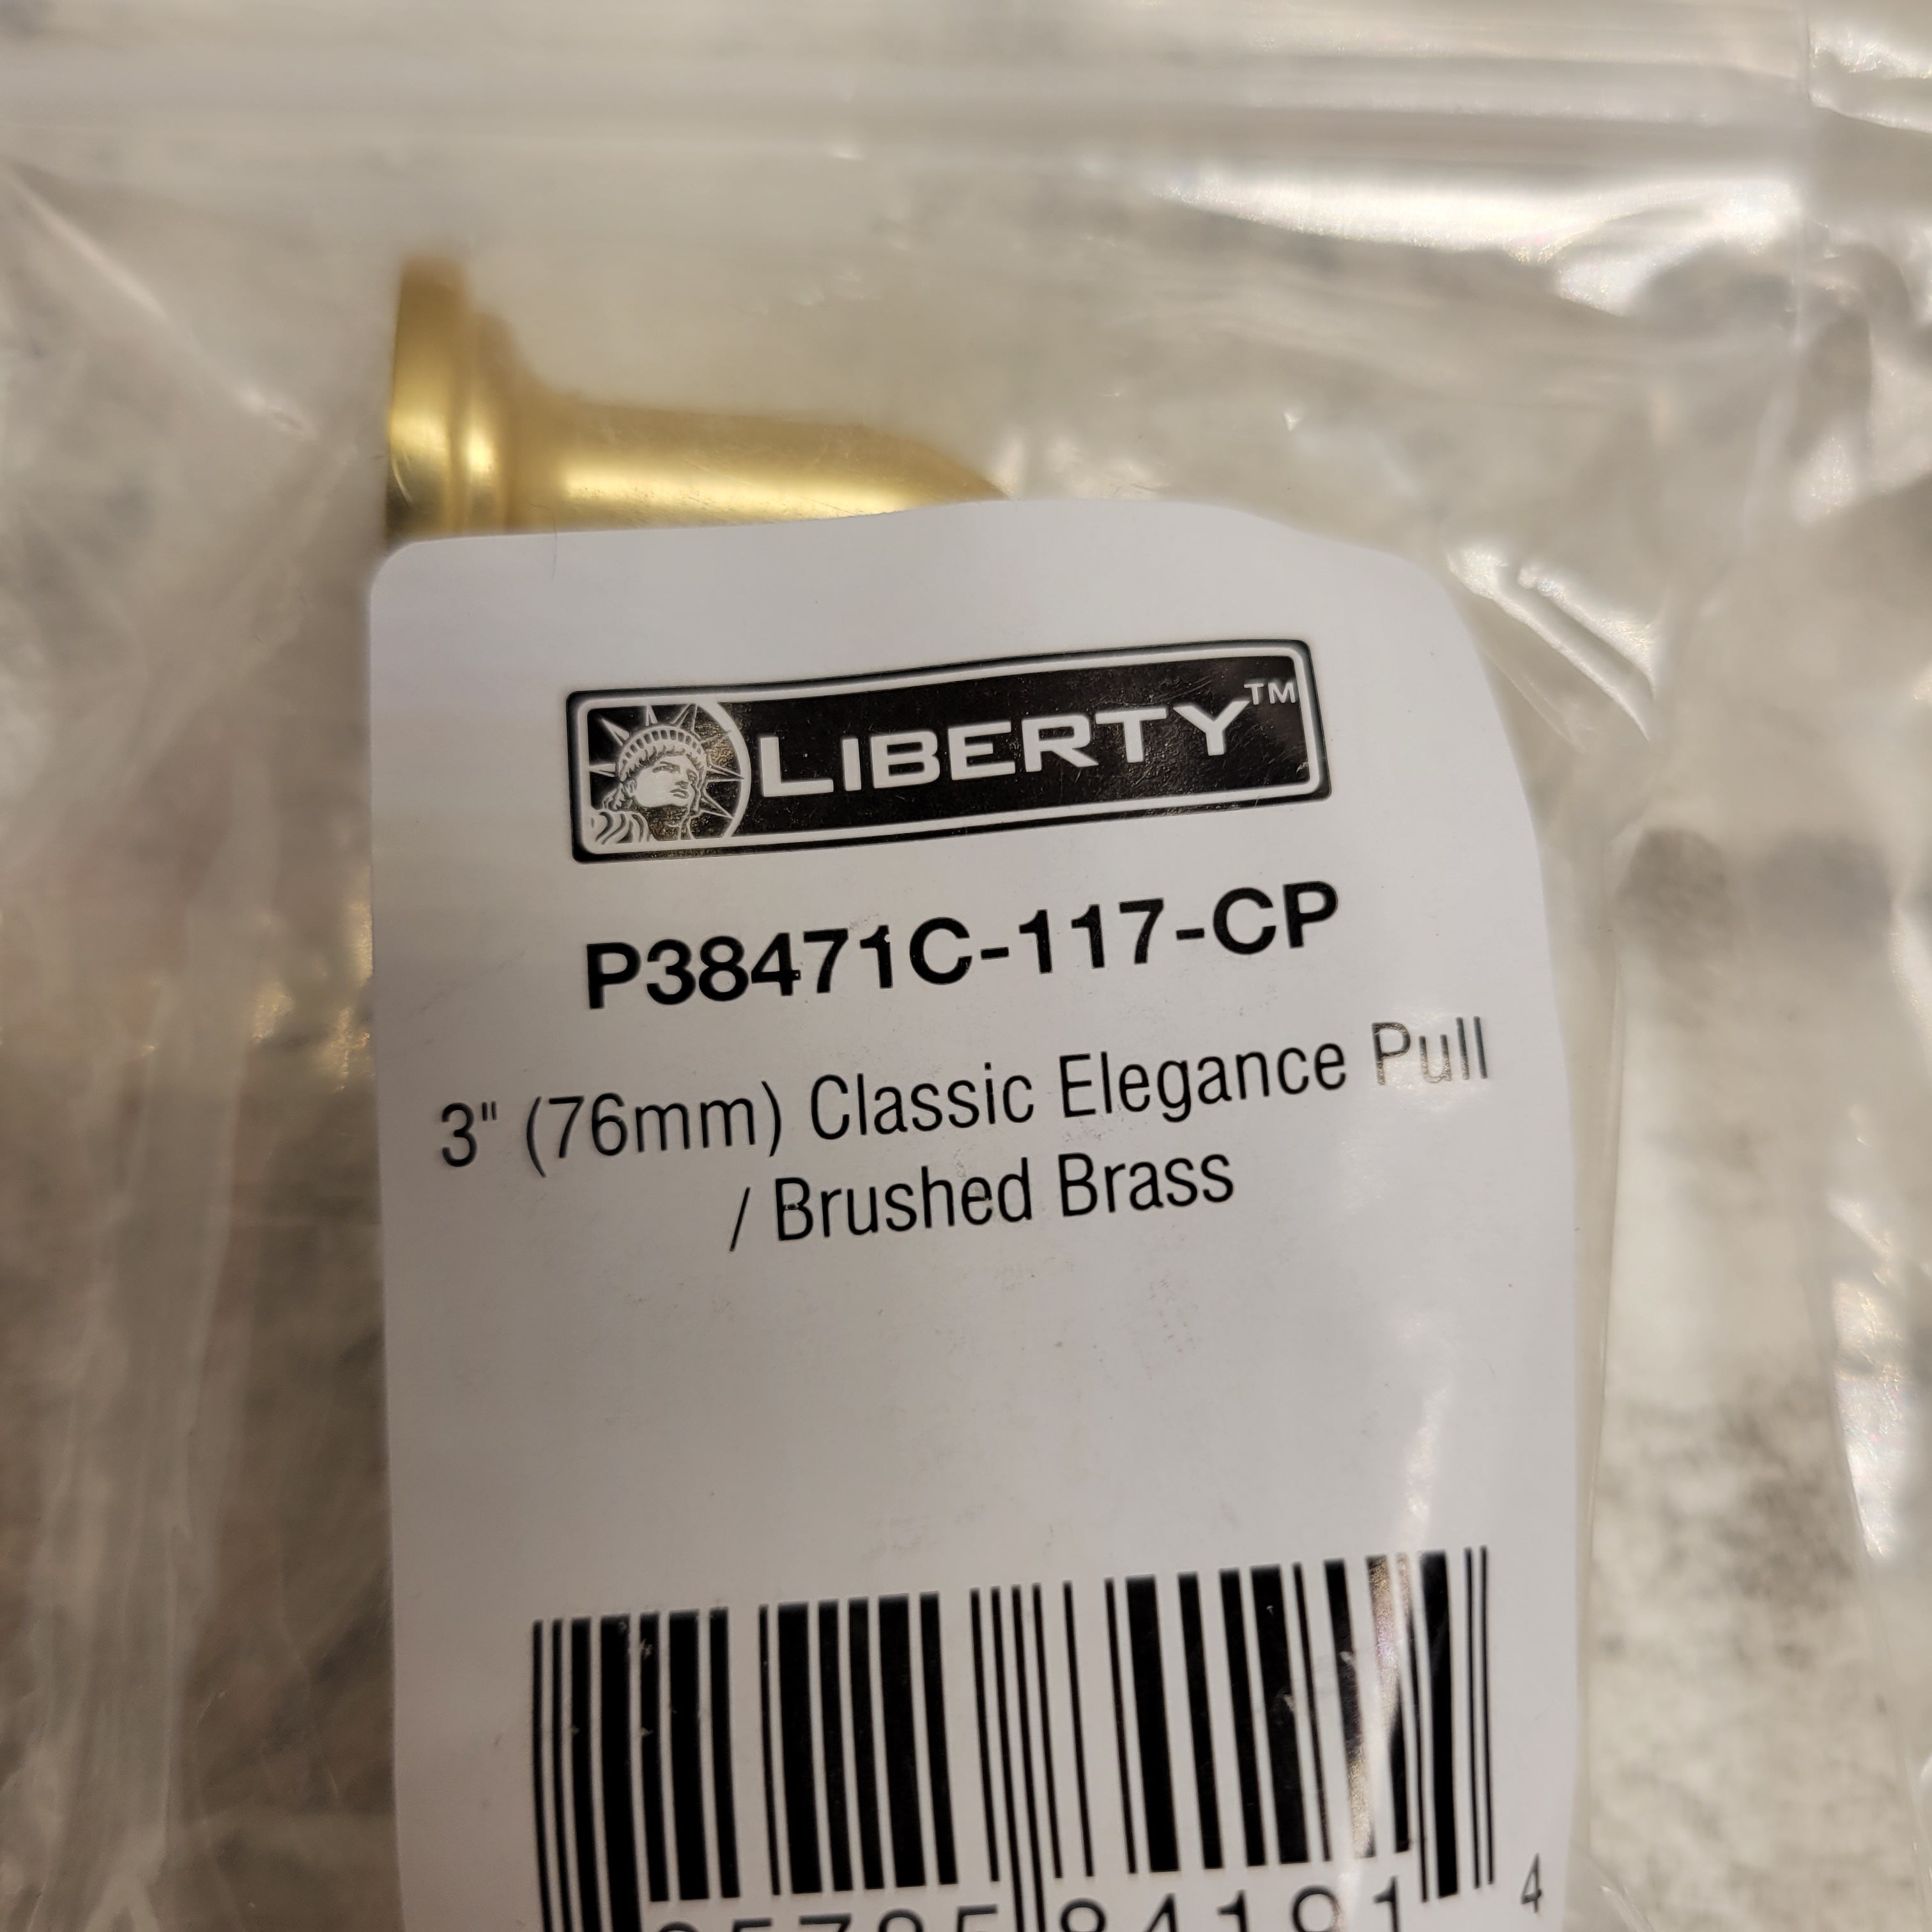 LIBERTY™
P38471C-117-CP
3" (76mm) Classic Elegance Pull
/ Brushed Brass
4